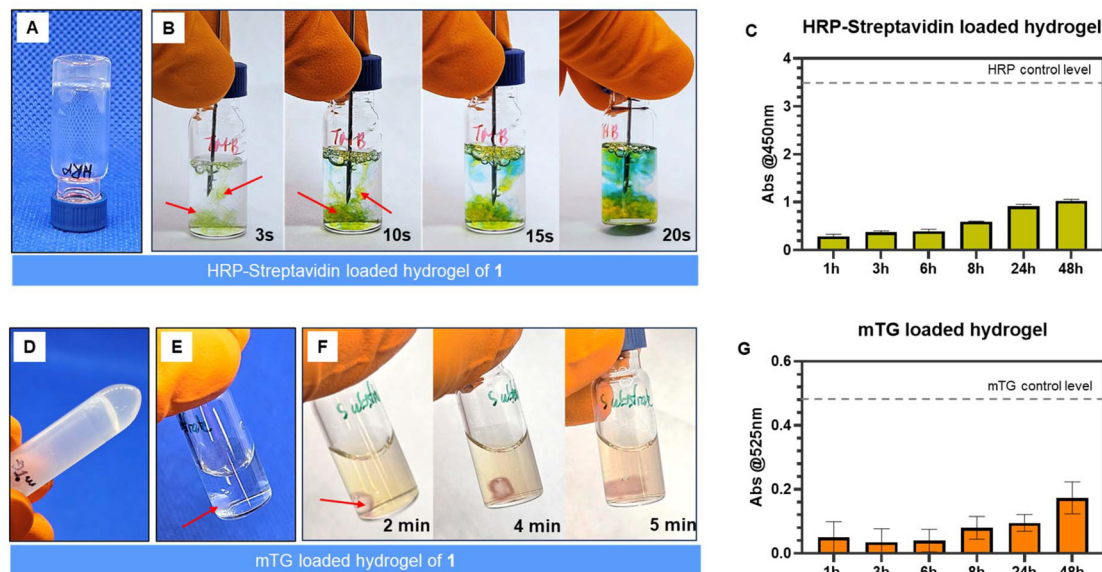 A
B
TMB
TMB
TMB
3s
10s
15s
20s
HRP-Streptavidin loaded hydrogel of 1
C
HRP-Streptavidin loaded hydrogel
Abs @450nm
4
3
2
1
0
HRP control level
1h 3h 6h 8h 24h 48h
D
E
F
2 min
4 min
5 min
mTG loaded hydrogel of 1
G
mTG loaded hydrogel
Abs @525nm
0.6
0.4
0.2
0.0
mTG control level
1h 3h 6h 8h 24h 48h